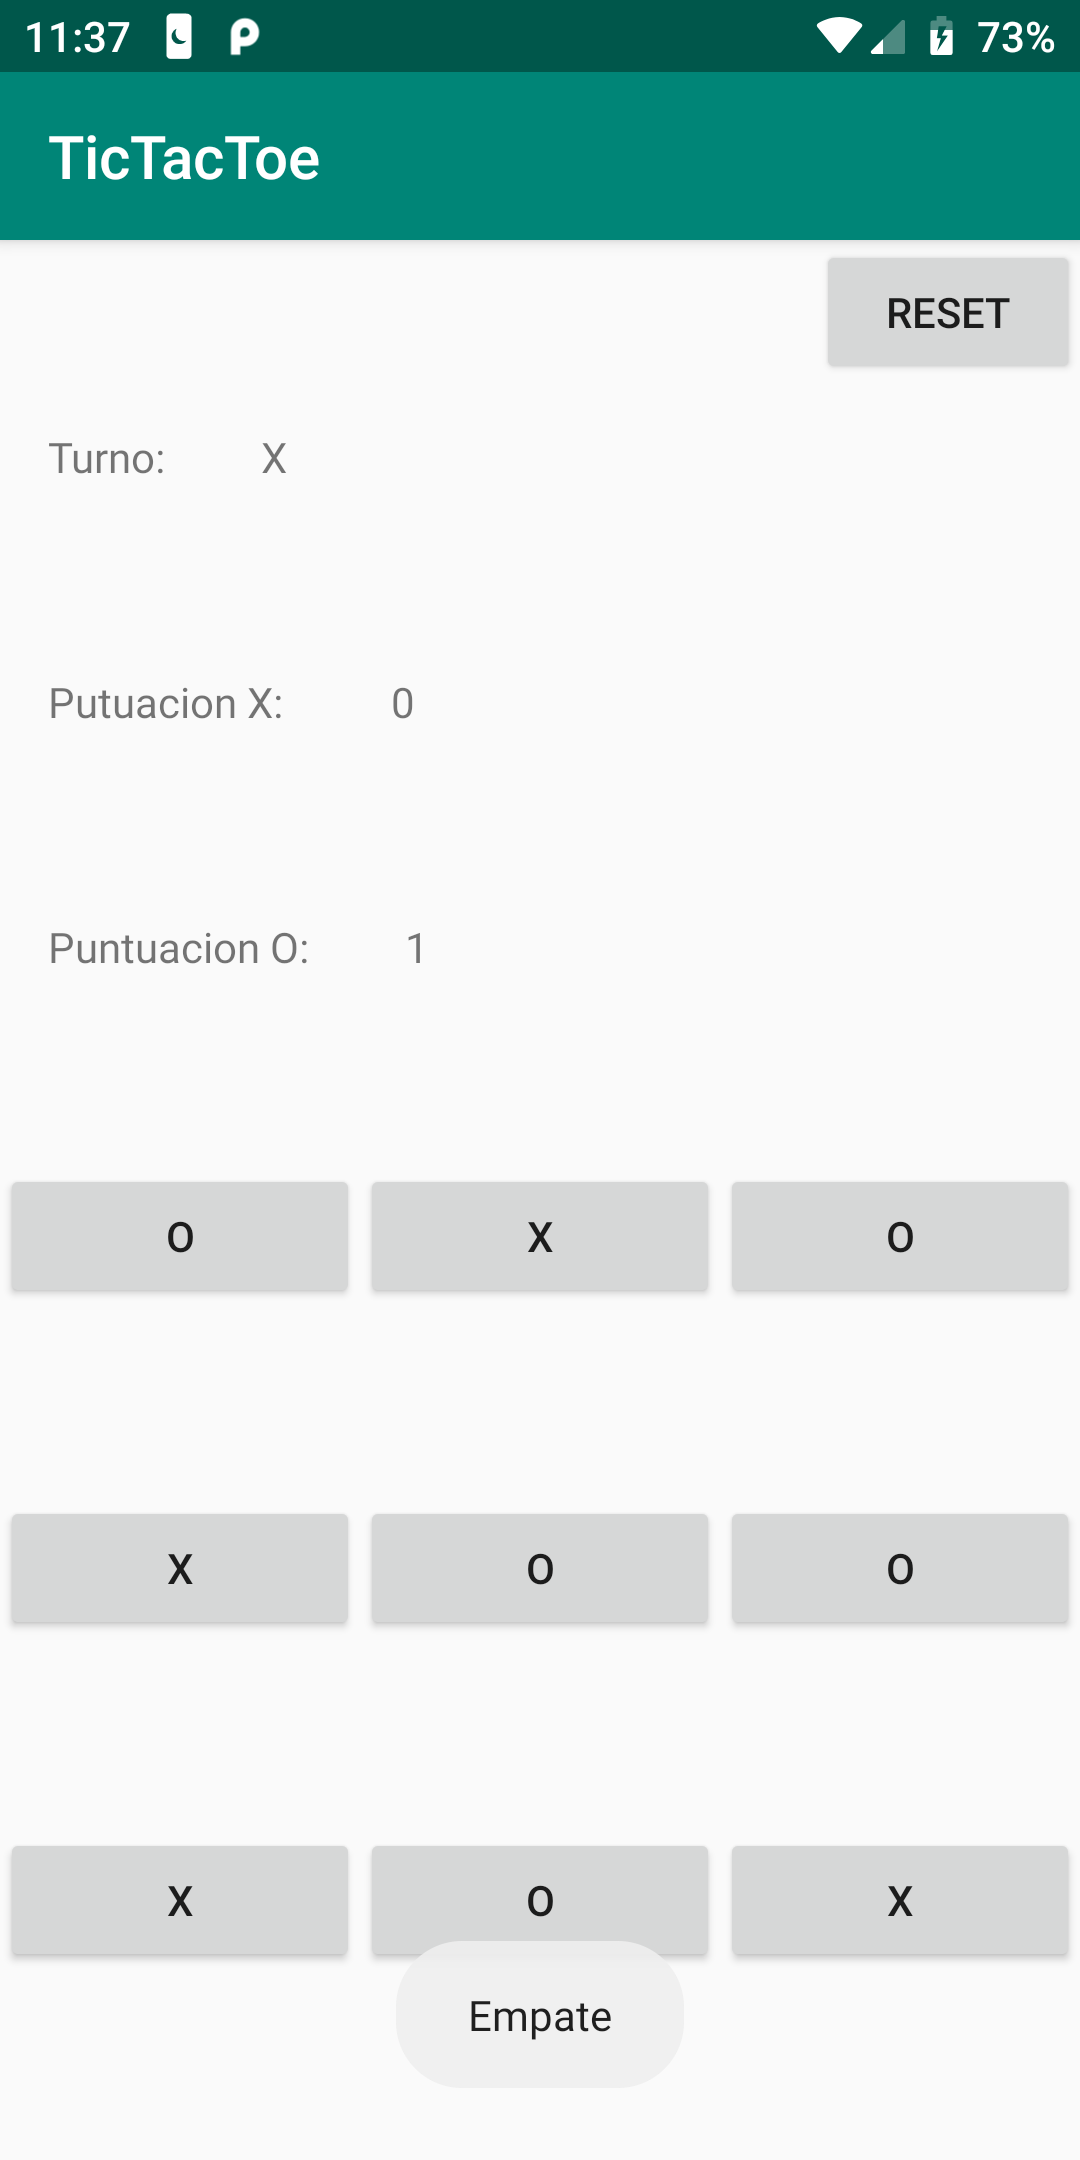 11:37 73%
TicTacToe
RESET
Turno: X
Putuacion X: 0
Puntuacion O: 1
O X O
X O O
X O X
Empate